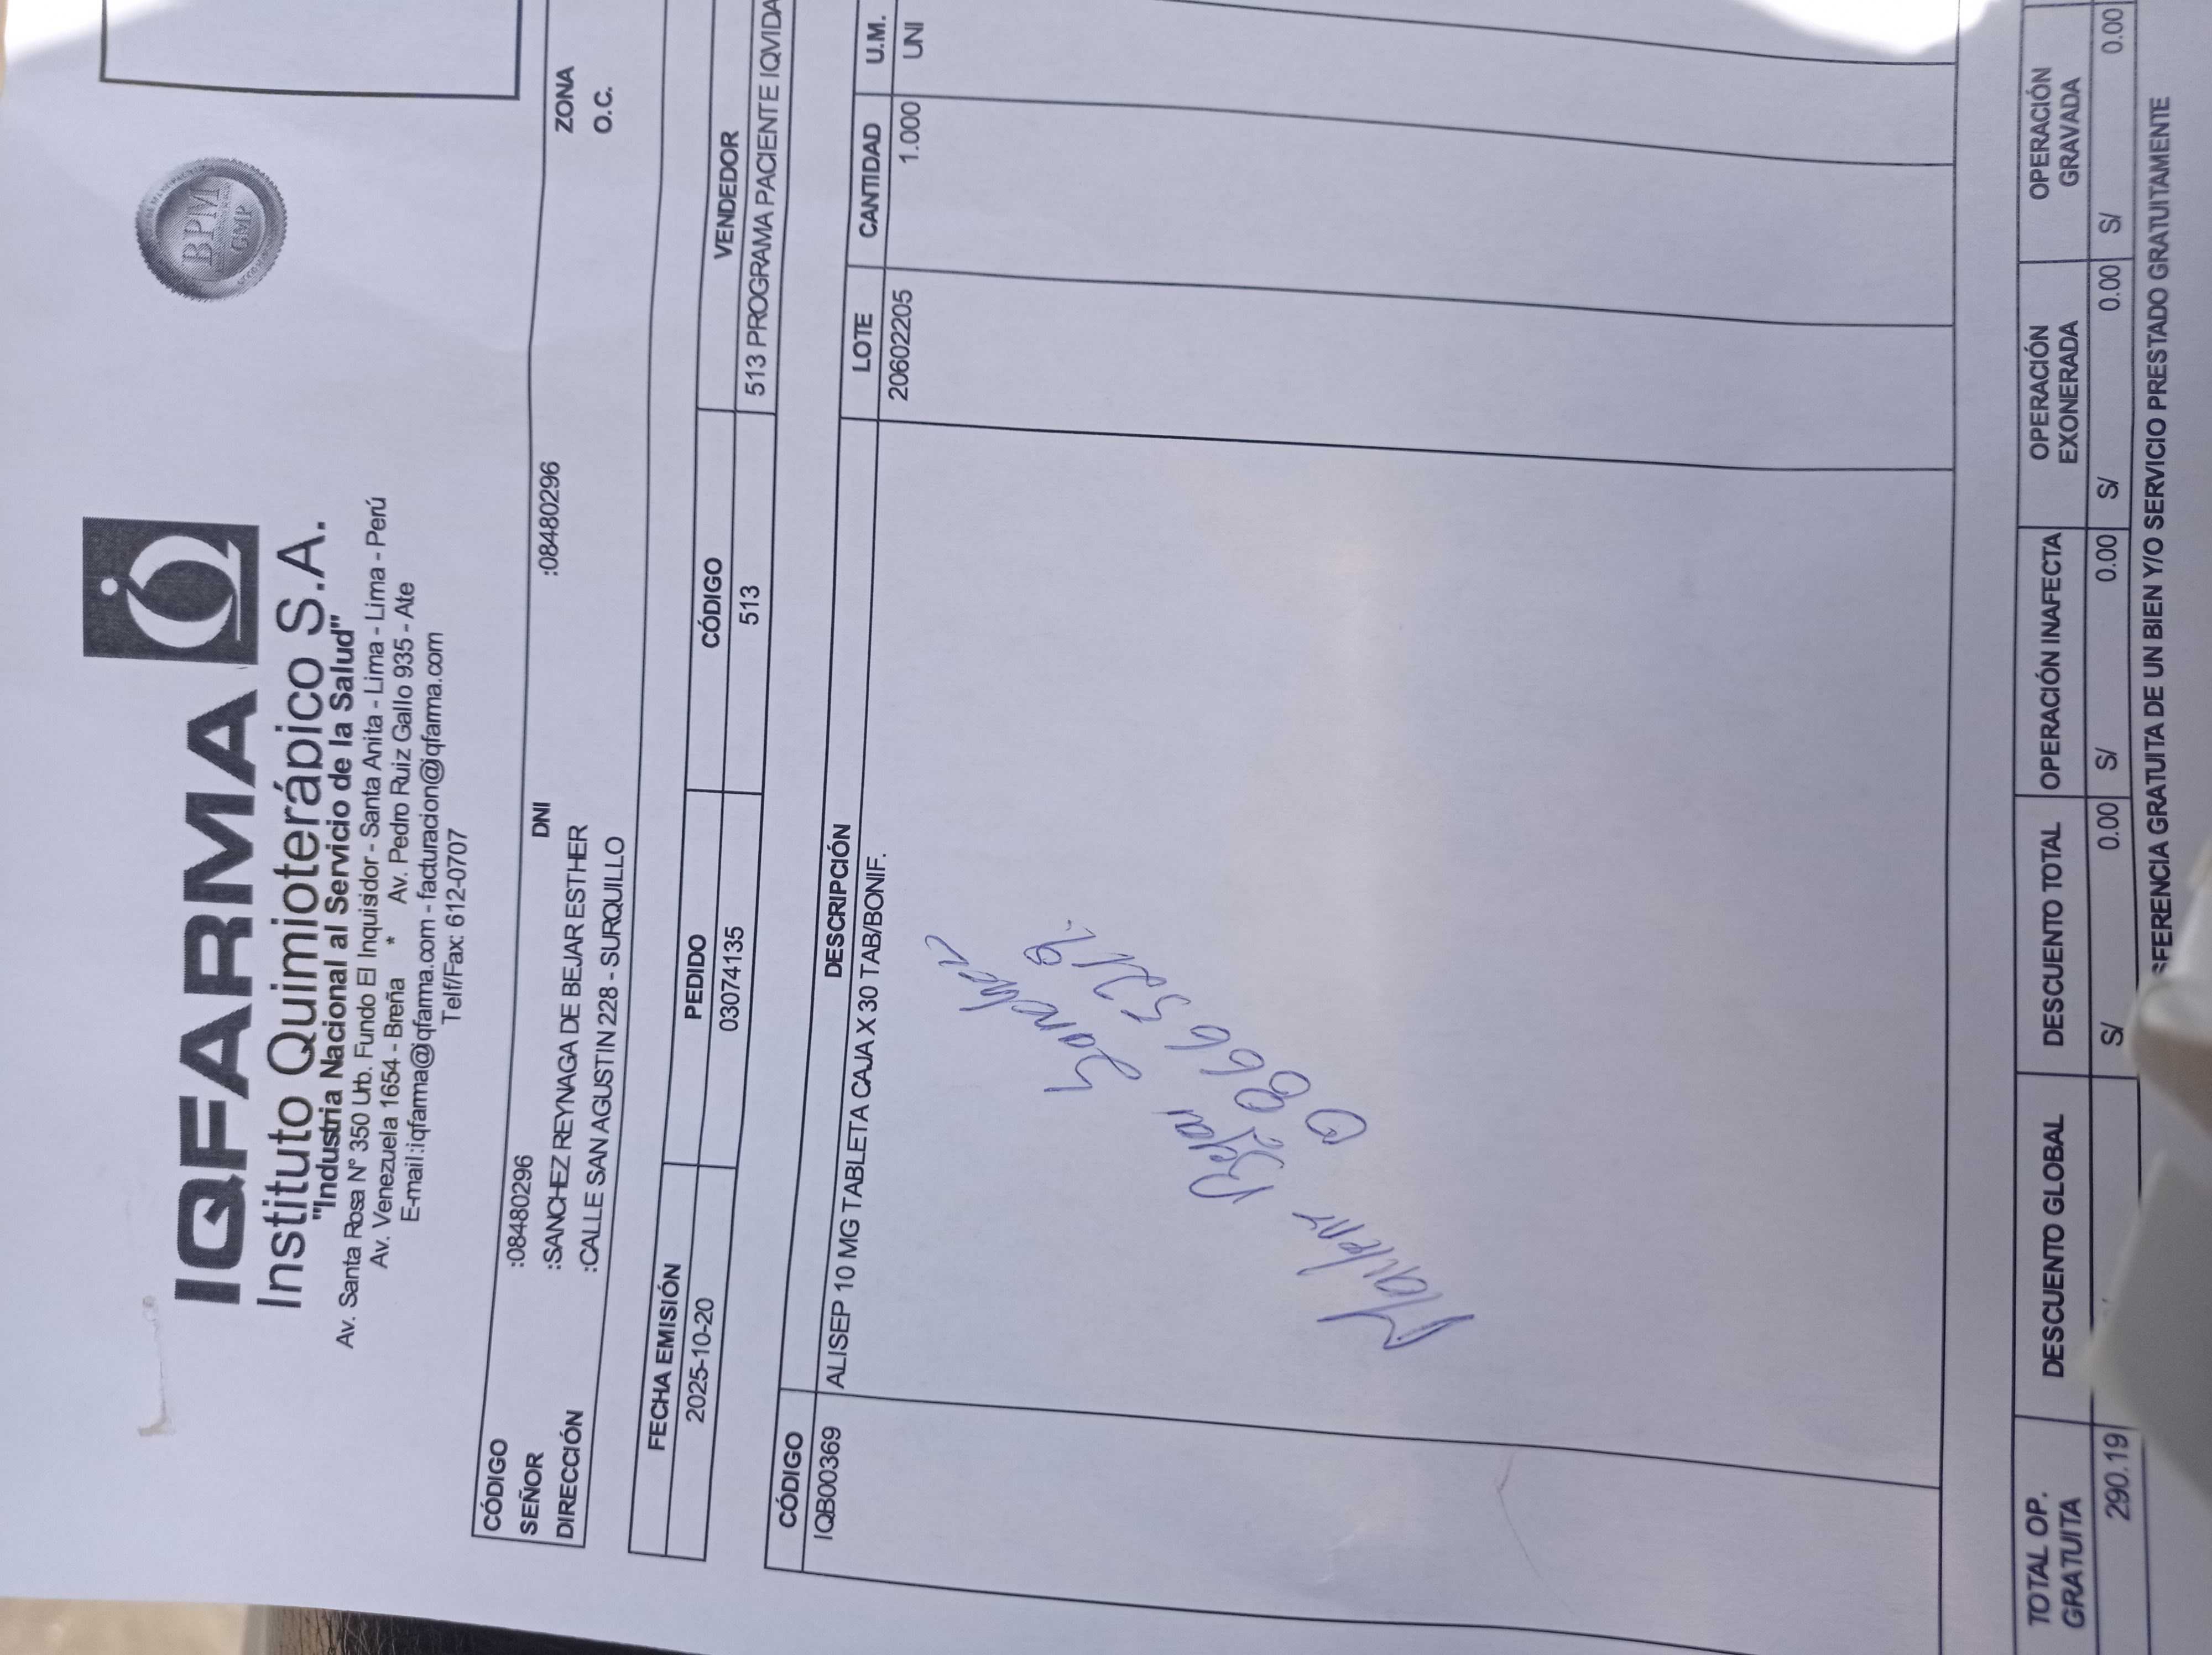 IQFARMA
Instituto Quimioterápico S.A.
"Industria Nacional al Servicio de la Salud"
Av. Santa Rosa N° 350 Urb. Fundo El Inquisidor - Santa Anita - Lima - Lima - Perú
Av. Venezuela 1654 - Breña * Av. Pedro Ruiz Gallo 935 - Ate
E-mail:iqfarma@iqfarma.com - facturacion@iqfarma.com
Telf/Fax: 612-0707
BPM
GMP
CÓDIGO :08480296
SEÑOR :SANCHEZ REYNAGA DE BEJAR ESTHER DNI :08480296 ZONA
DIRECCIÓN :CALLE SAN AGUSTIN 228 - SURQUILLO O.C.
FECHA EMISIÓN PEDIDO CÓDIGO VENDEDOR
2025-10-20 03074135 513 513 PROGRAMA PACIENTE IQVIDA
CÓDIGO DESCRIPCIÓN LOTE CANTIDAD U.M.
IQB00369 ALISEP 10 MG TABLETA CAJA X 30 TAB/BONIF. 20602205 1.000 UNI
Bejar Sanchez
08665219.
TOTAL OP. GRATUITA DESCUENTO GLOBAL DESCUENTO TOTAL OPERACIÓN INAFECTA OPERACIÓN EXONERADA OPERACIÓN GRAVADA
290.19 S/ 0.00 S/ 0.00 S/ 0.00 S/ 0.00
FERENCIA GRATUITA DE UN BIEN Y/O SERVICIO PRESTADO GRATUITAMENTE